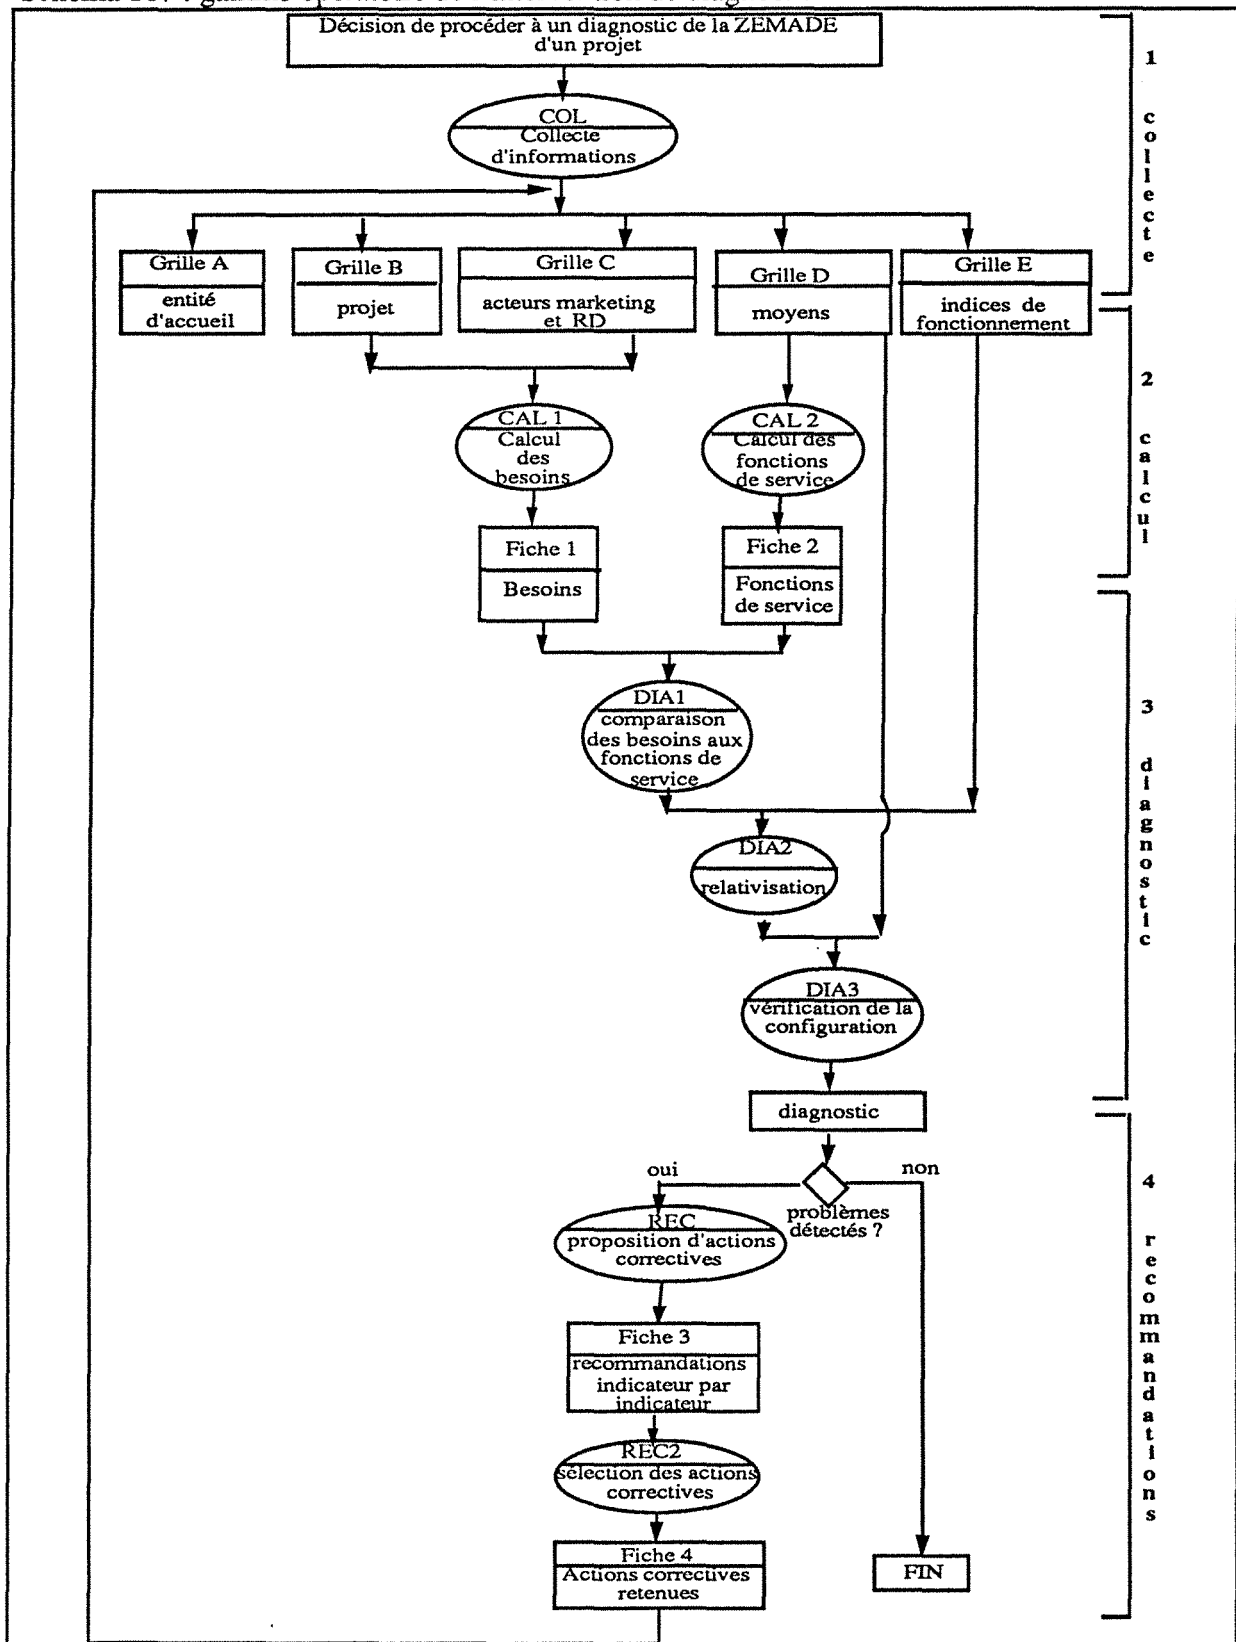 Décision de procéder à un diagnostic de la ZEMADE
d'un projet
1
collecte
COL
Collecte
d'informations
Grille A
entité
d'accueil
Grille B
projet
Grille C
acteurs marketing
et RD
Grille D
moyens
Grille E
indices de
fonctionnement
2
calcul
CAL 1
Calcul
des
besoins
CAL 2
Calcul des
fonctions
de service
Fiche 1
Besoins
Fiche 2
Fonctions
de service
3
diagnostic
DIA1
comparaison
des besoins aux
fonctions de
service
DIA2
relativisation
DIA3
vérification de la
configuration
diagnostic
4
recommandations
oui
non
problèmes
détectés ?
REC
proposition d'actions
correctives
Fiche 3
recommandations
indicateur par
indicateur
REC2
sélection des actions
correctives
Fiche 4
Actions correctives
retenues
FIN